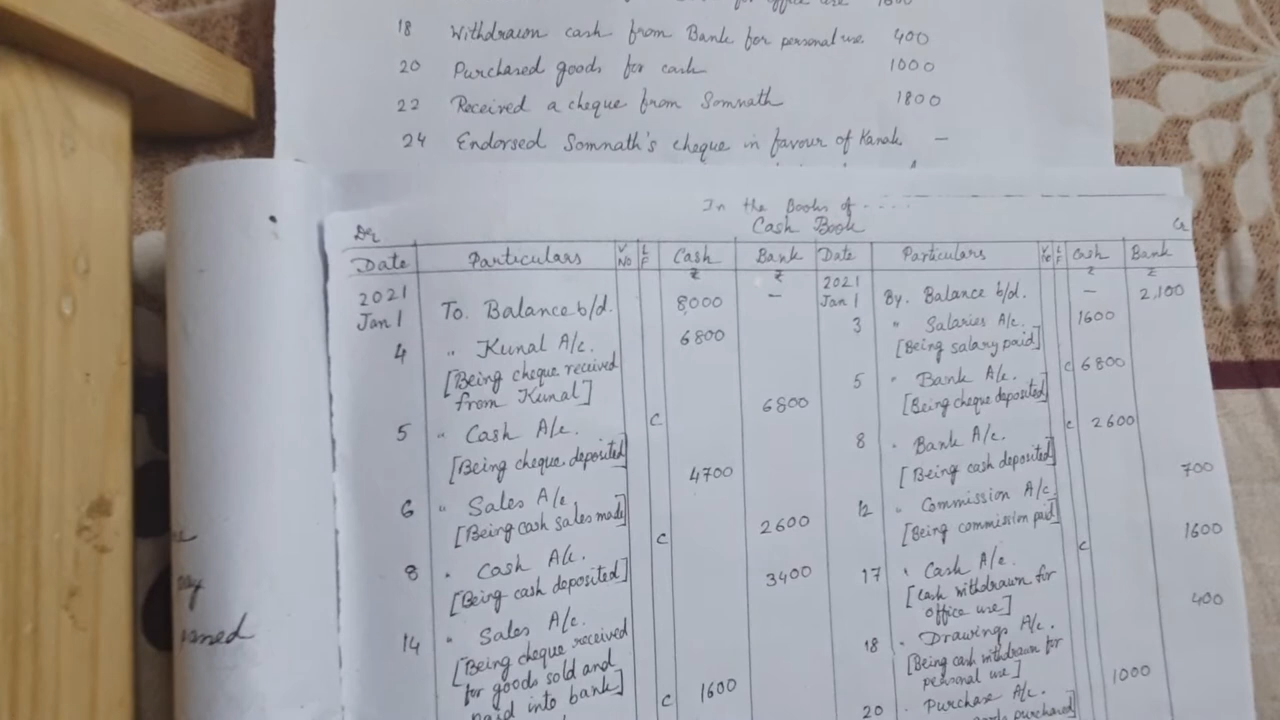 for office use 1600
18 Withdrawn cash from Bank for personal use 400
20 Purchased goods for cash 1000
22 Received a cheque from Somnath 1800
24 Endorsed Somnath's cheque in favour of Kanak —
In the Books of - - - - -
Cash Book
Dr Cr
Date Particulars V No L F Cash ₹ Bank ₹ Date Particulars L F Cash ₹ Bank ₹
2021 2021
Jan 1 To Balance b/d. 8000 — Jan 1 By. Balance b/d. — 2,100
4 " Kunal A/c. 6800 3 " Salaries A/c. 1600
[Being cheque received [Being salary paid]
from Kunal] 5 " Bank A/c. c 6800
5 " Cash A/c. c 6800 [Being cheque deposited]
[Being cheque deposited] 8 " Bank A/c. c 2600
6 " Sales A/c. 4700 [Being cash deposited]
[Being cash sales made] 12 " Commission A/c. 700
8 " Cash A/c. c 2600 [Being commission paid]
[Being cash deposited] 17 " Cash A/c. c 1600
14 " Sales A/c. 3400 [Cash withdrawn for
[Being cheque received office use]
for goods sold and 18 " Drawings A/c. 400
paid into bank] [Being cash withdrawn for
c 1600 personal use]
20 " Purchase A/c. 1000
purchased]